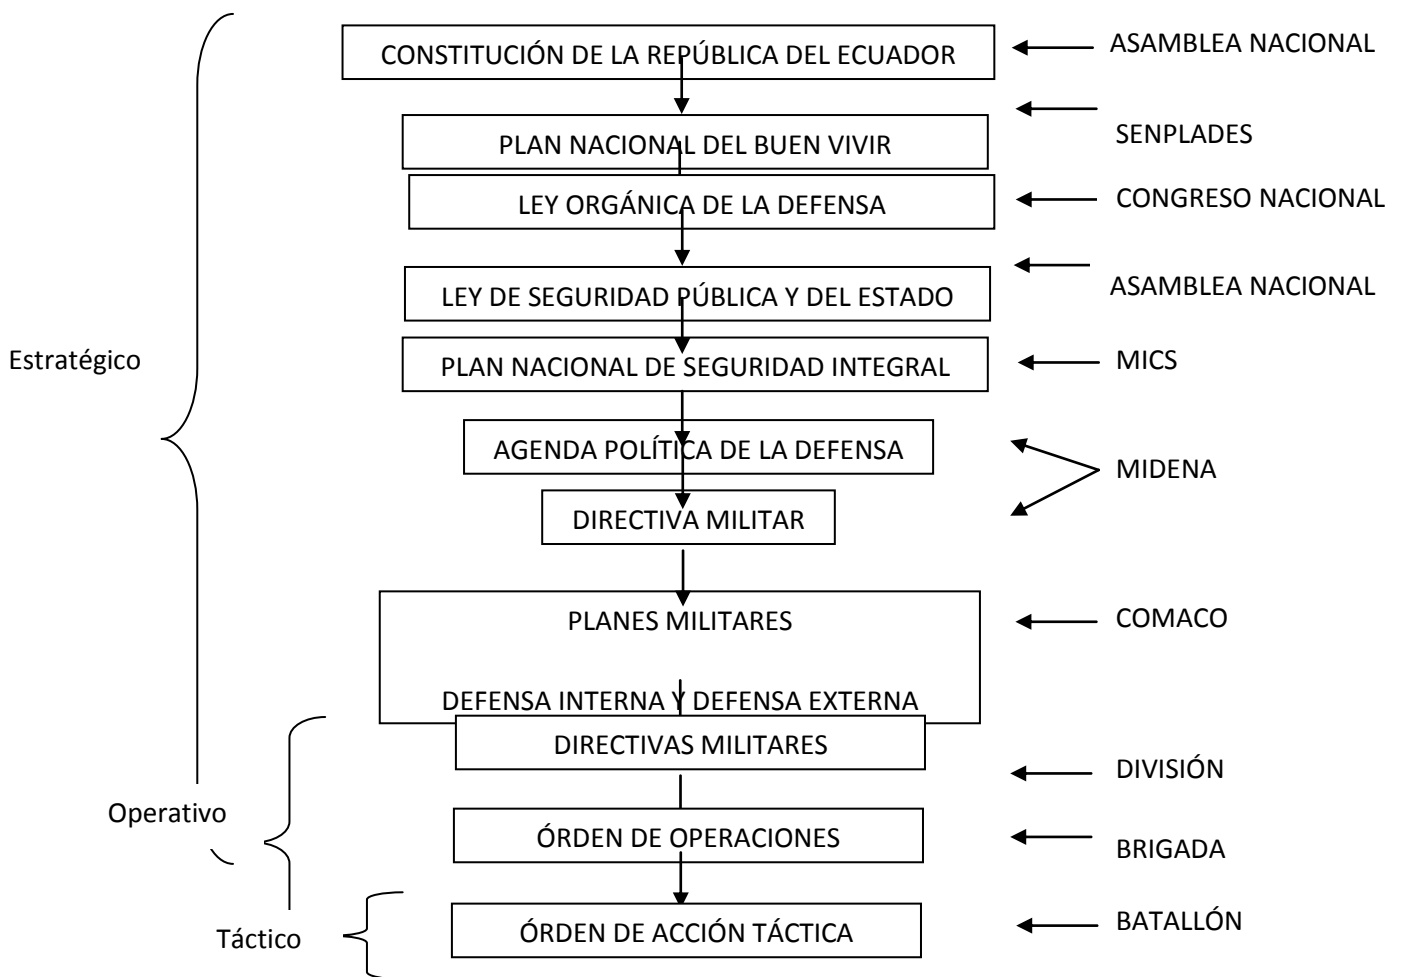 CONSTITUCIÓN DE LA REPÚBLICA DEL ECUADOR
ASAMBLEA NACIONAL
PLAN NACIONAL DEL BUEN VIVIR
SENPLADES
LEY ORGÁNICA DE LA DEFENSA
CONGRESO NACIONAL
LEY DE SEGURIDAD PÚBLICA Y DEL ESTADO
ASAMBLEA NACIONAL
Estratégico
PLAN NACIONAL DE SEGURIDAD INTEGRAL
MICS
AGENDA POLÍTICA DE LA DEFENSA
MIDENA
DIRECTIVA MILITAR
PLANES MILITARES
COMACO
DEFENSA INTERNA Y DEFENSA EXTERNA
DIRECTIVAS MILITARES
DIVISIÓN
Operativo
ÓRDEN DE OPERACIONES
BRIGADA
Táctico
ÓRDEN DE ACCIÓN TÁCTICA
BATALLÓN